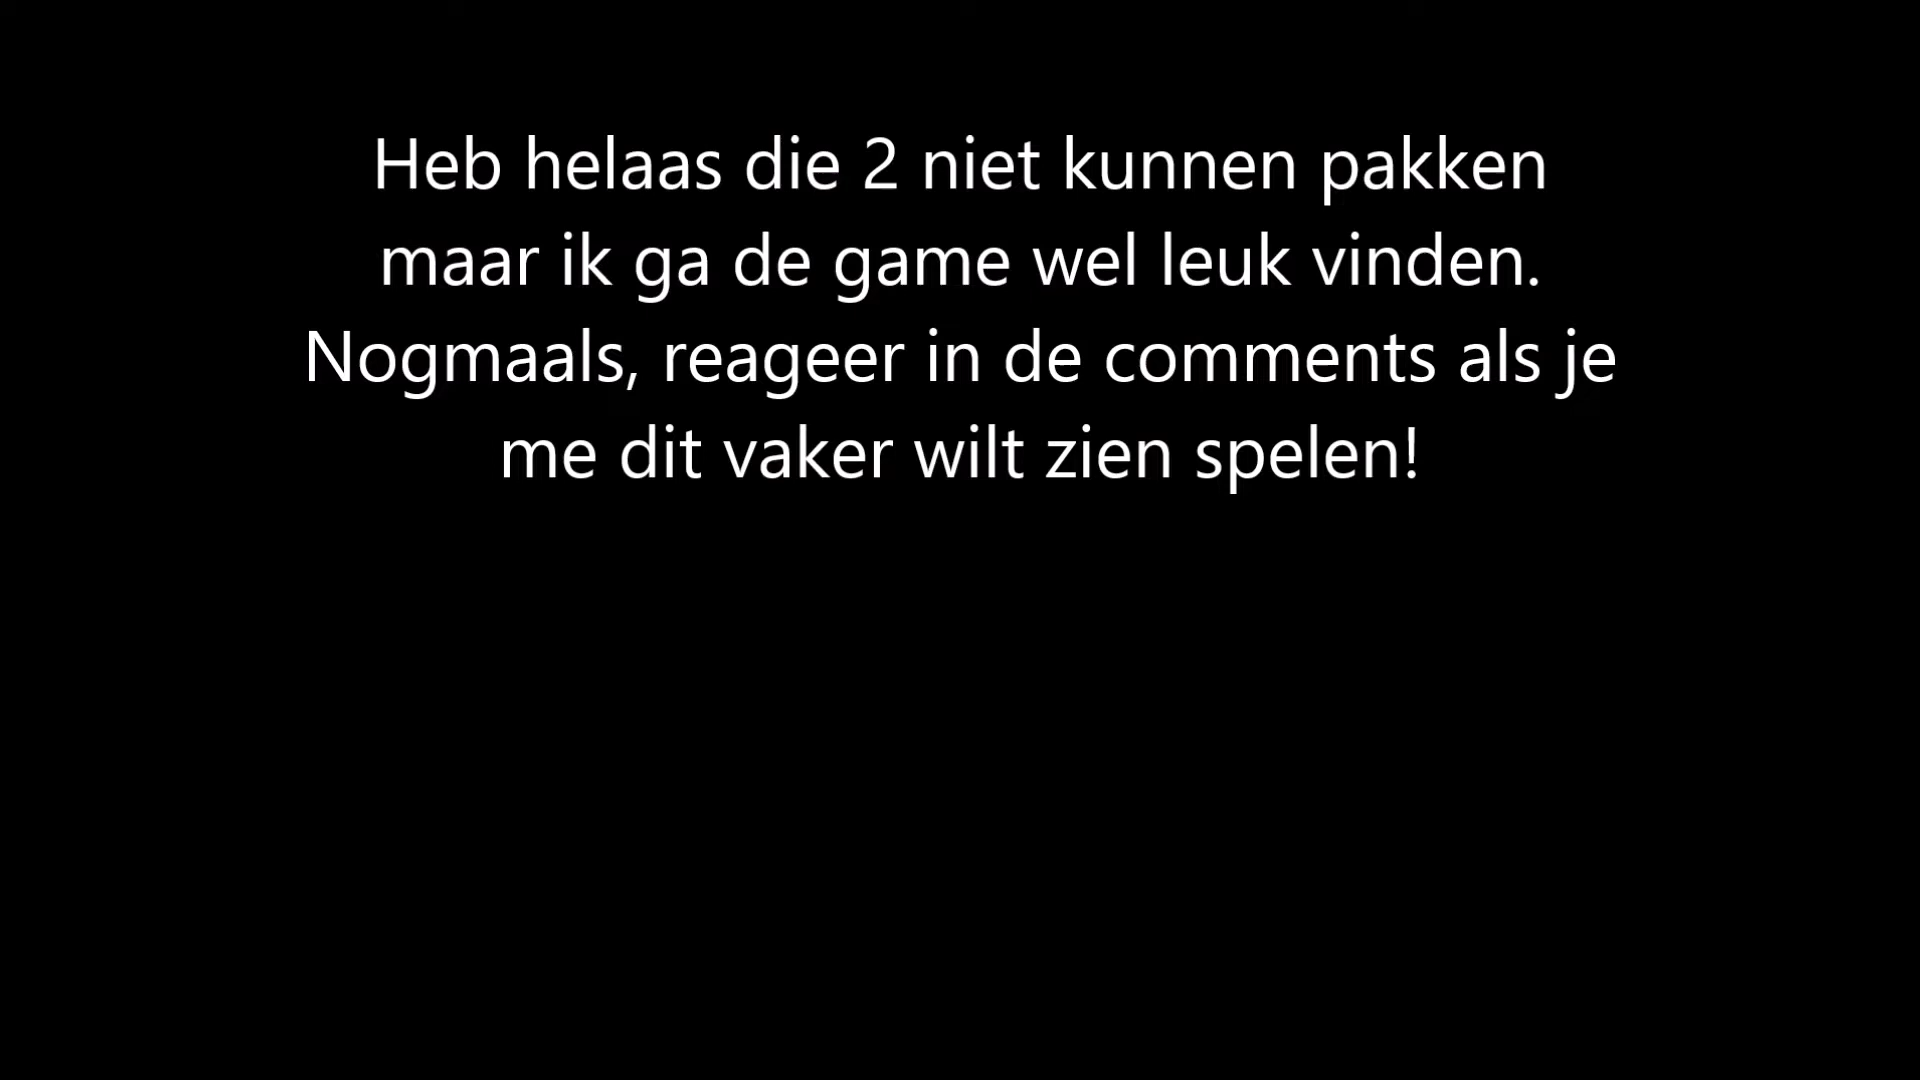 Heb helaas die 2 niet kunnen pakken
maar ik ga de game wel leuk vinden.
Nogmaals, reageer in de comments als je
me dit vaker wilt zien spelen!